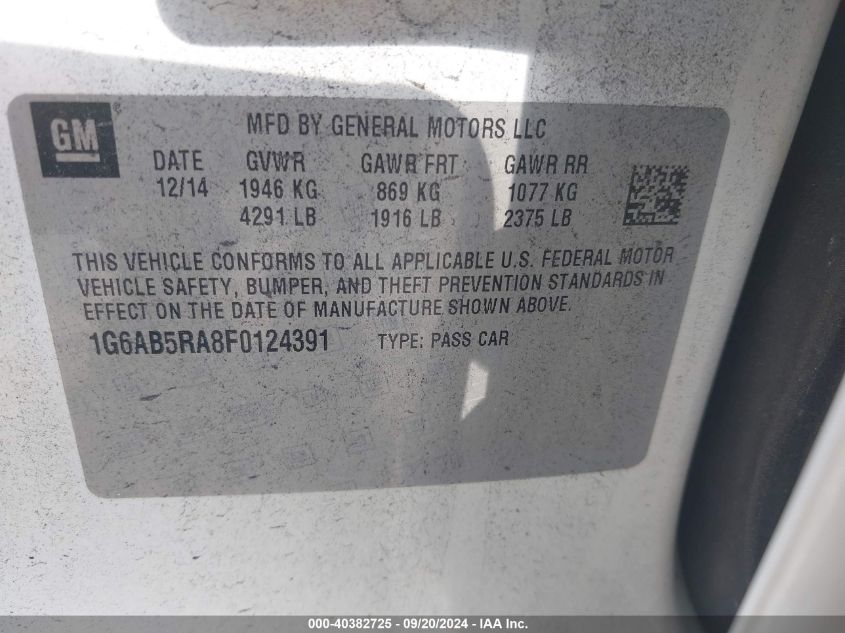 GM®
MFD BY GENERAL MOTORS LLC
DATE GVWR GAWR FRT GAWR RR
12/14 1946 KG 869 KG 1077 KG
4291 LB 1916 LB 2375 LB
THIS VEHICLE CONFORMS TO ALL APPLICABLE U.S. FEDERAL MOTOR
VEHICLE SAFETY, BUMPER, AND THEFT PREVENTION STANDARDS IN
EFFECT ON THE DATE OF MANUFACTURE SHOWN ABOVE.
1G6AB5RA8F0124391 TYPE: PASS CAR
000-40382725 - 09/20/2024 - IAA Inc.